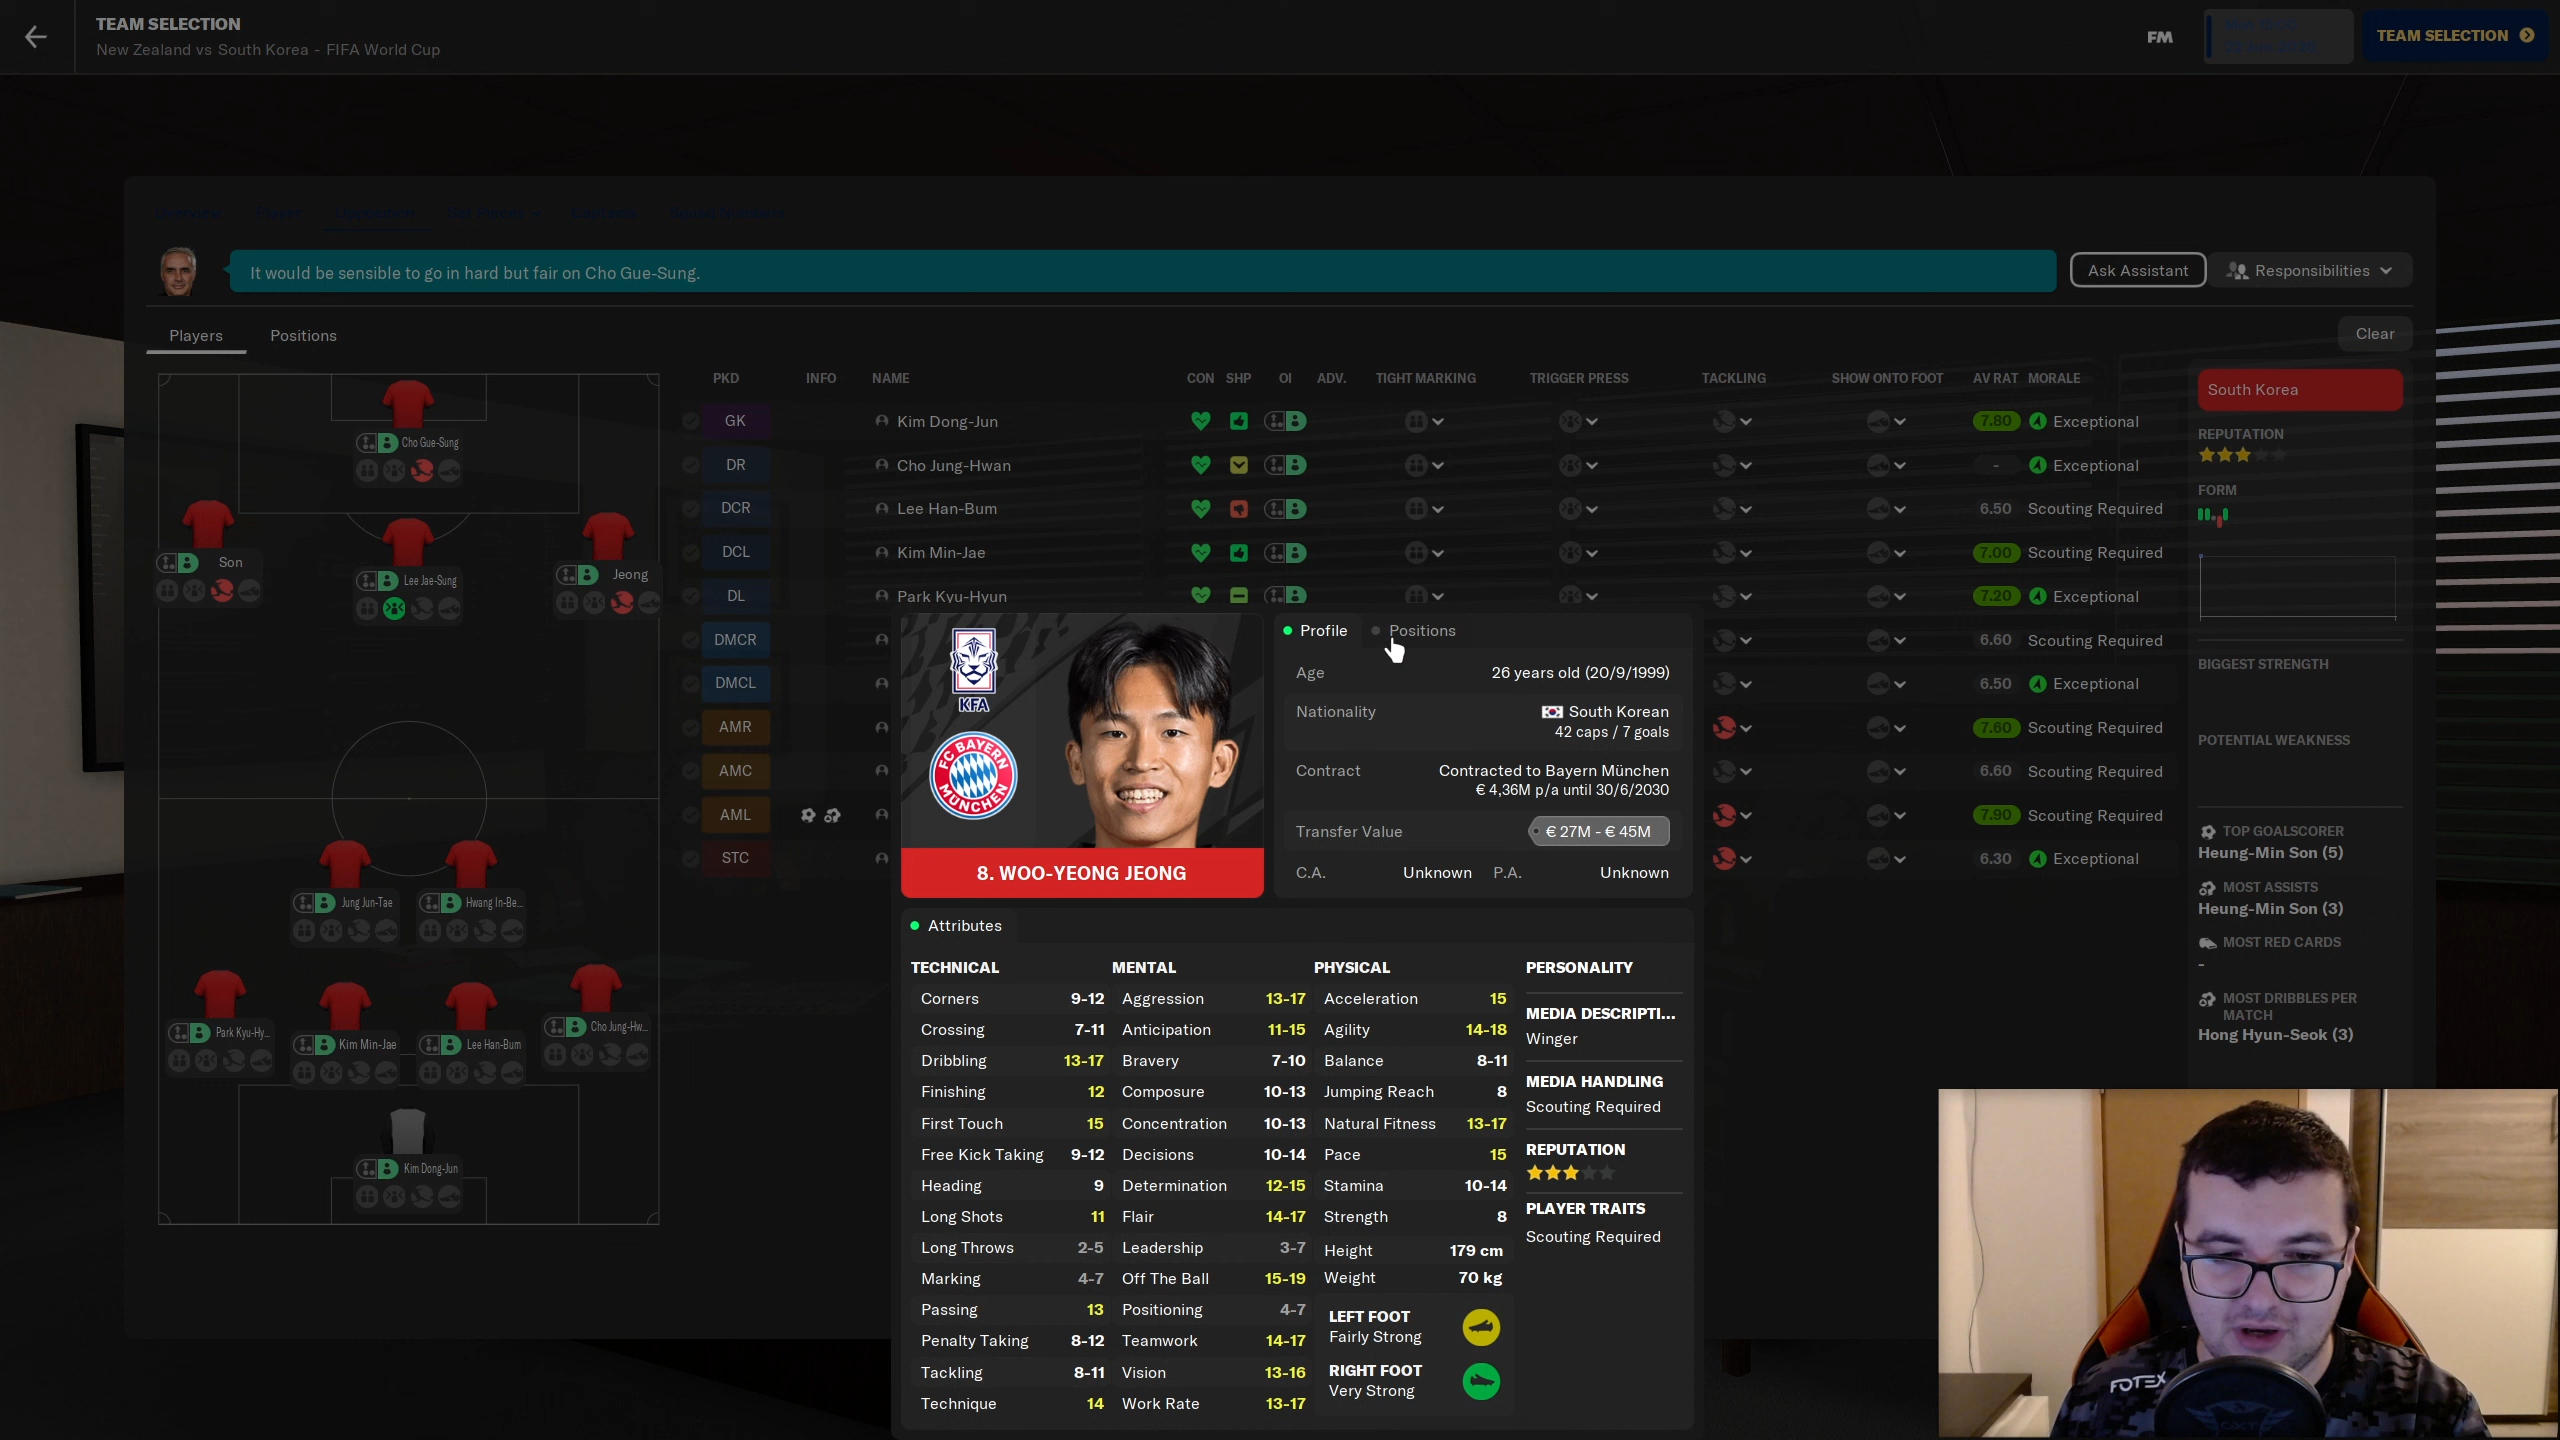 TEAM SELECTION
New Zealand vs South Korea - FIFA World Cup
FM
TEAM SELECTION
Overview Player Opposition Set Pieces Captains Squad Numbers
It would be sensible to go in hard but fair on Cho Gue-Sung.
Ask Assistant
Responsibilities
Players
Positions
Clear
PKD INFO NAME CON SHP OI ADV. TIGHT MARKING TRIGGER PRESS TACKLING SHOW ONTO FOOT AV RAT MORALE
GK Kim Dong-Jun 7.80 Exceptional
DR Cho Jung-Hwan - Exceptional
DCR Lee Han-Bum 6.50 Scouting Required
DCL Kim Min-Jae 7.00 Scouting Required
DL Park Kyu-Hyun 7.20 Exceptional
DMCR 6.60 Scouting Required
DMCL 6.50 Exceptional
AMR 7.60 Scouting Required
AMC 6.60 Scouting Required
AML 7.90 Scouting Required
STC 6.30 Exceptional
Cho Gue-Sung
Son
Lee Jae-Sung
Jeong
Jung Jun-Tae
Hwang In-Be...
Park Kyu-Hy...
Kim Min-Jae
Lee Han-Bum
Cho Jung-Hw...
Kim Dong-Jun
KFA
FC BAYERN
MÜNCHEN
8. WOO-YEONG JEONG
Profile
Positions
Age 26 years old (20/9/1999)
Nationality South Korean
42 caps / 7 goals
Contract Contracted to Bayern München
€ 4,36M p/a until 30/6/2030
Transfer Value € 27M - € 45M
C.A. Unknown P.A. Unknown
Attributes
TECHNICAL MENTAL PHYSICAL
Corners 9-12 Aggression 13-17 Acceleration 15
Crossing 7-11 Anticipation 11-15 Agility 14-18
Dribbling 13-17 Bravery 7-10 Balance 8-11
Finishing 12 Composure 10-13 Jumping Reach 8
First Touch 15 Concentration 10-13 Natural Fitness 13-17
Free Kick Taking 9-12 Decisions 10-14 Pace 15
Heading 9 Determination 12-15 Stamina 10-14
Long Shots 11 Flair 14-17 Strength 8
Long Throws 2-5 Leadership 3-7 Height 179 cm
Marking 4-7 Off The Ball 15-19 Weight 70 kg
Passing 13 Positioning 4-7
Penalty Taking 8-12 Teamwork 14-17
Tackling 8-11 Vision 13-16
Technique 14 Work Rate 13-17
LEFT FOOT
Fairly Strong
RIGHT FOOT
Very Strong
PERSONALITY
MEDIA DESCRIPTI...
Winger
MEDIA HANDLING
Scouting Required
REPUTATION
PLAYER TRAITS
Scouting Required
South Korea
REPUTATION
FORM
BIGGEST STRENGTH
POTENTIAL WEAKNESS
TOP GOALSCORER
Heung-Min Son (5)
MOST ASSISTS
Heung-Min Son (3)
MOST RED CARDS
-
MOST DRIBBLES PER
MATCH
Hong Hyun-Seok (3)
FOTEX